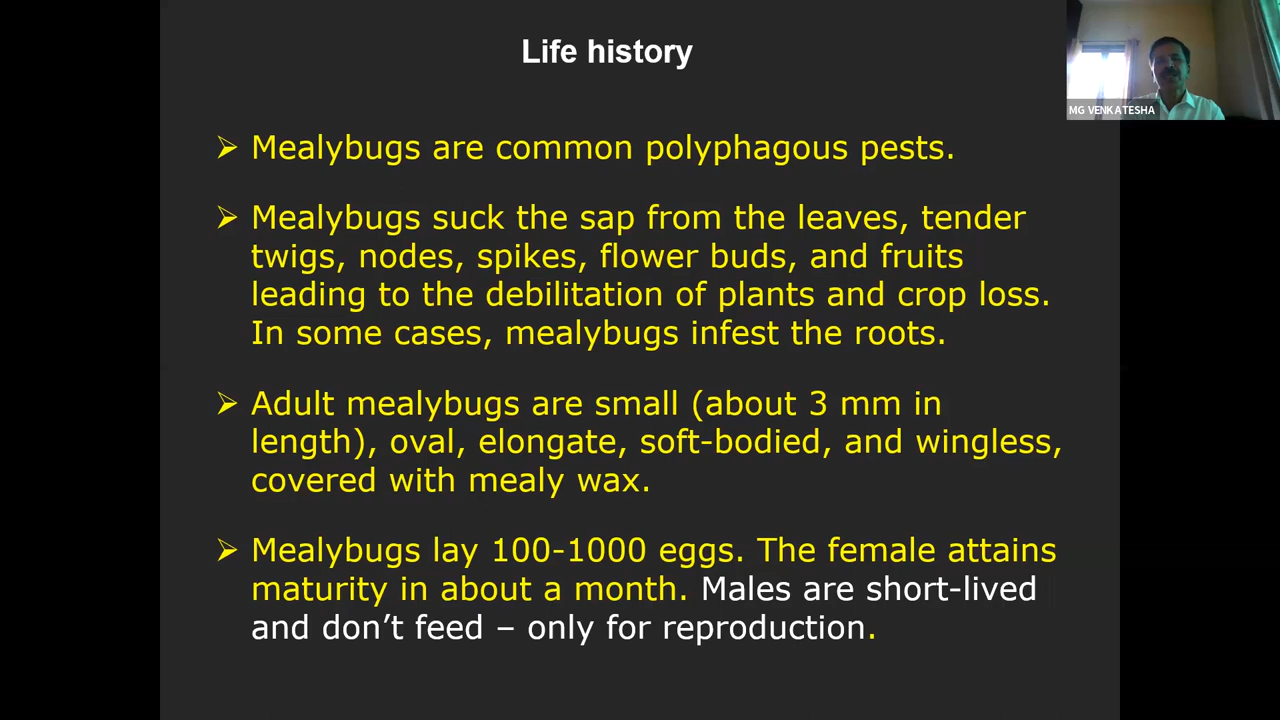 Life history
MG VENKATESHA
➢ Mealybugs are common polyphagous pests.
➢ Mealybugs suck the sap from the leaves, tender
twigs, nodes, spikes, flower buds, and fruits
leading to the debilitation of plants and crop loss.
In some cases, mealybugs infest the roots.
➢ Adult mealybugs are small (about 3 mm in
length), oval, elongate, soft-bodied, and wingless,
covered with mealy wax.
➢ Mealybugs lay 100-1000 eggs. The female attains
maturity in about a month. Males are short-lived
and don’t feed – only for reproduction.